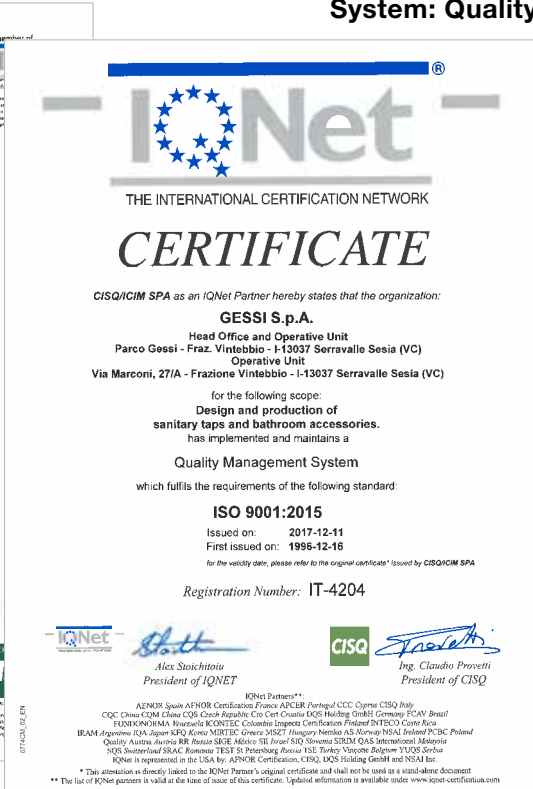 System: Quality
member of
®
IQNet
THE INTERNATIONAL CERTIFICATION NETWORK
CERTIFICATE
CISQ/ICIM SPA as an IQNet Partner hereby states that the organization:
GESSI S.p.A.
Head Office and Operative Unit
Parco Gessi - Fraz. Vintebbio - I-13037 Serravalle Sesia (VC)
Operative Unit
Via Marconi, 27/A - Frazione Vintebbio - I-13037 Serravalle Sesia (VC)
for the following scope:
Design and production of
sanitary taps and bathroom accessories.
has implemented and maintains a
Quality Management System
which fulfils the requirements of the following standard:
ISO 9001:2015
Issued on: 2017-12-11
First issued on: 1996-12-16
for the validity date, please refer to the original certificate* issued by CISQ/ICIM SPA
Registration Number: IT-4204
IQNet
CISQ
Alex Stoichitoiu
President of IQNET
Ing. Claudio Provetti
President of CISQ
IQNet Partners**:
AENOR Spain AFNOR Certification France APCER Portugal CCC Cyprus CISQ Italy
CQC China CQM China CQS Czech Republic Cro Cert Croatia DQS Holding GmbH Germany FCAV Brazil
FONDONORMA Venezuela ICONTEC Colombia Inspecta Certification Finland INTECO Costa Rica
IRAM Argentina JQA Japan KFQ Korea MIRTEC Greece MSZT Hungary Nemko AS Norway NSAI Ireland PCBC Poland
Quality Austria Austria RR Russia SIGE México SII Israel SIQ Slovenia SIRIM QAS International Malaysia
SQS Switzerland SRAC Romania TEST St Petersburg Russia TSE Turkey Vinçotte Belgium YUQS Serbia
IQNet is represented in the USA by: AFNOR Certification, CISQ, DQS Holding GmbH and NSAI Inc.
* This attestation is directly linked to the IQNet Partner's original certificate and shall not be used as a stand-alone document
** The list of IQNet partners is valid at the time of issue of this certificate. Updated information is available under www.iqnet-certification.com
0774CM_02_EN